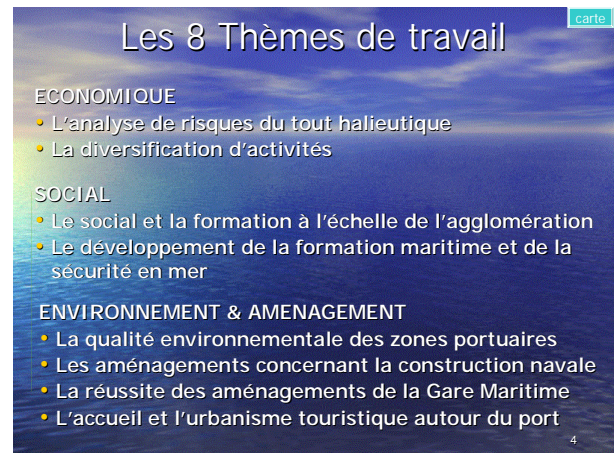 carte
Les 8 Thèmes de travail
ECONOMIQUE
• L'analyse de risques du tout halieutique
• La diversification d'activités
SOCIAL
• Le social et la formation à l'échelle de l'agglomération
• Le développement de la formation maritime et de la
sécurité en mer
ENVIRONNEMENT & AMENAGEMENT
• La qualité environnementale des zones portuaires
• Les aménagements concernant la construction navale
• La réussite des aménagements de la Gare Maritime
• L'accueil et l'urbanisme touristique autour du port
4